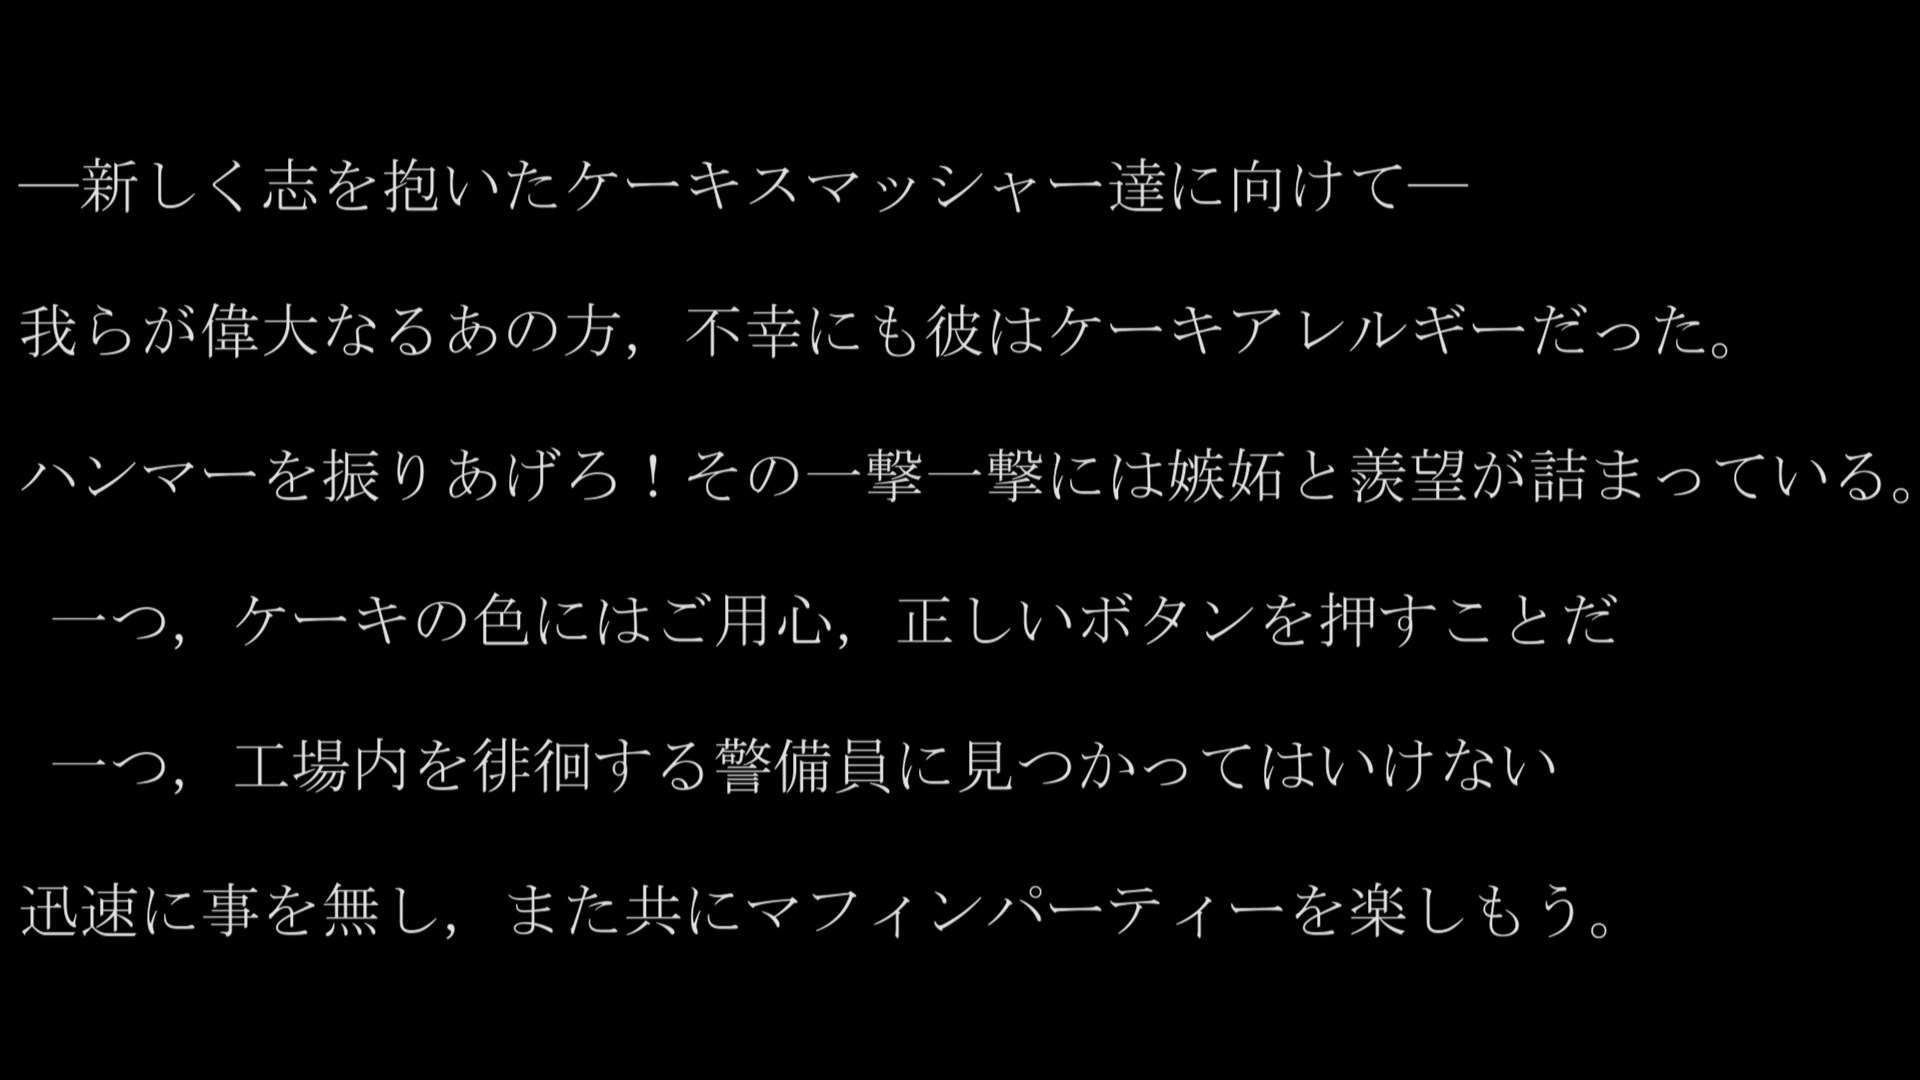 ―新しく志を抱いたケーキスマッシャー達に向けて―
我らが偉大なるあの方，不幸にも彼はケーキアレルギーだった。
ハンマーを振りあげろ！その一撃一撃には嫉妬と羨望が詰まっている。
一つ，ケーキの色にはご用心，正しいボタンを押すことだ
一つ，工場内を徘徊する警備員に見つかってはいけない
迅速に事を無し，また共にマフィンパーティーを楽しもう。